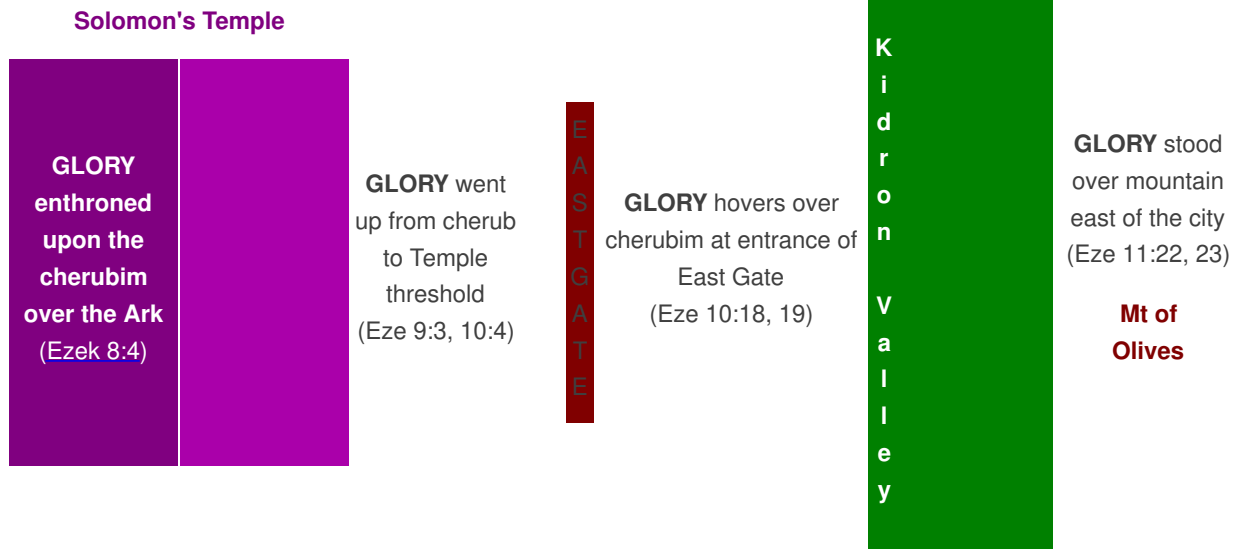 Solomon's Temple
GLORY
enthroned
upon the
cherubim
over the Ark
(Ezek 8:4)
GLORY went
up from cherub
to Temple
threshold
(Eze 9:3, 10:4)
E
A
S
T
G
A
T
E
GLORY hovers over
cherubim at entrance of
East Gate
(Eze 10:18, 19)
K
i
d
r
o
n
V
a
l
l
e
y
GLORY stood
over mountain
east of the city
(Eze 11:22, 23)
Mt of
Olives